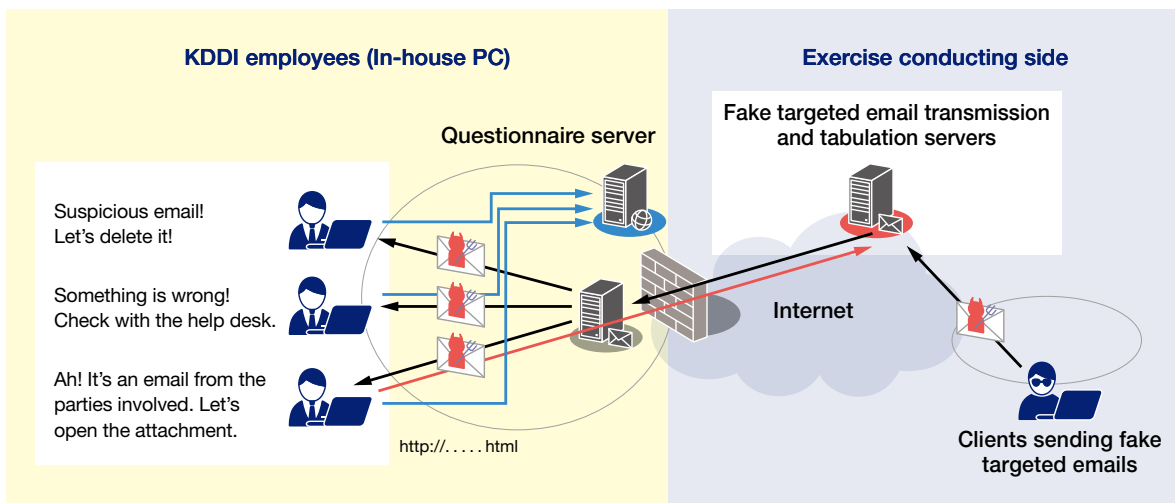 KDDI employees (In-house PC)
Exercise conducting side
Fake targeted email transmission
and tabulation servers
Questionnaire server
Suspicious email!
Let's delete it!
Something is wrong!
Check with the help desk.
Internet
Ah! It's an email from the
parties involved. Let's
open the attachment.
http://. . . . . html
Clients sending fake
targeted emails